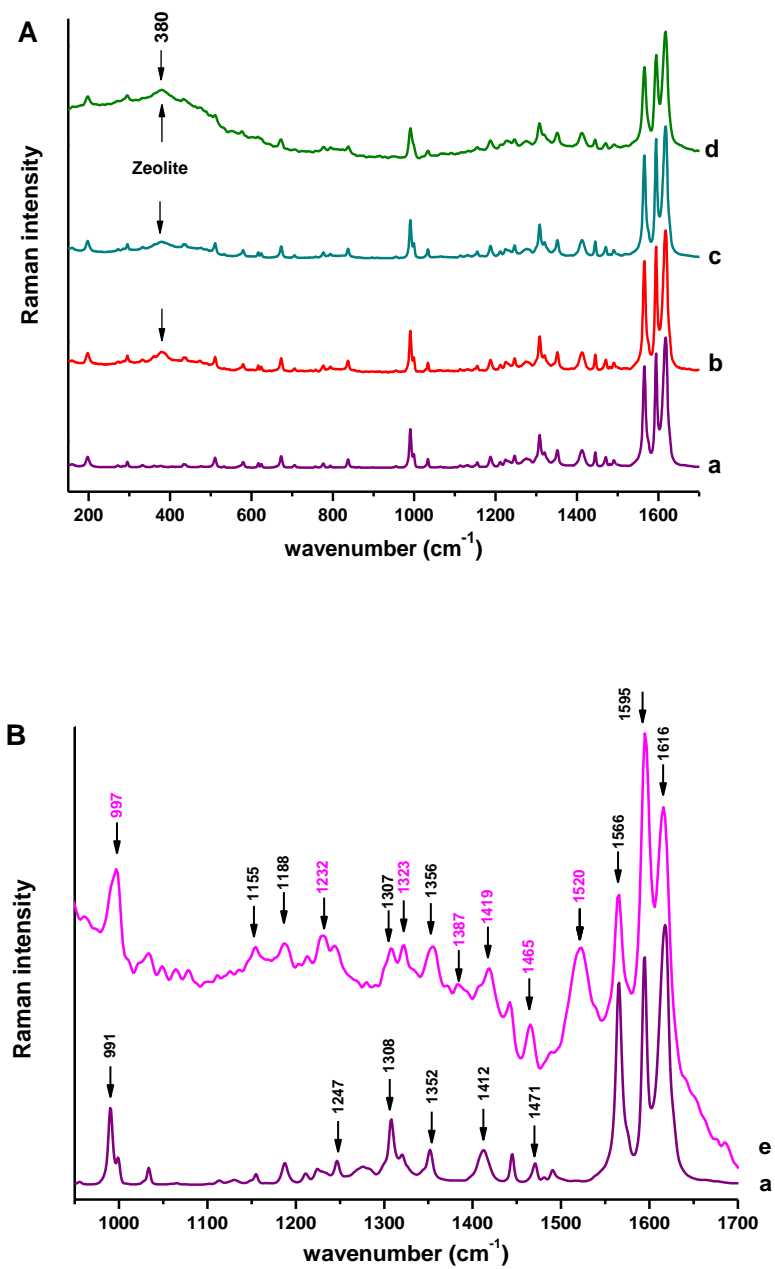 A
380
Zeolite
d
c
b
a
Raman intensity
200 400 600 800 1000 1200 1400 1600
wavenumber (cm⁻¹)
B
997
1155
1188
1232
1307
1323
1356
1387
1419
1465
1520
1566
1595
1616
991
1247
1308
1352
1412
1471
e
a
Raman intensity
1000 1100 1200 1300 1400 1500 1600 1700
wavenumber (cm⁻¹)